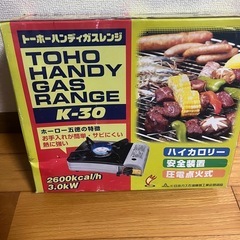 トーホーハンディガスレンジ
TOHO
HANDY
GAS
RANGE
K-30
ホーロー五徳の特徴
お手入れが簡単・サビにくい
熱に強い
2600kcal/h
3.0kW
ハイカロリー
安全装置
圧電点火式